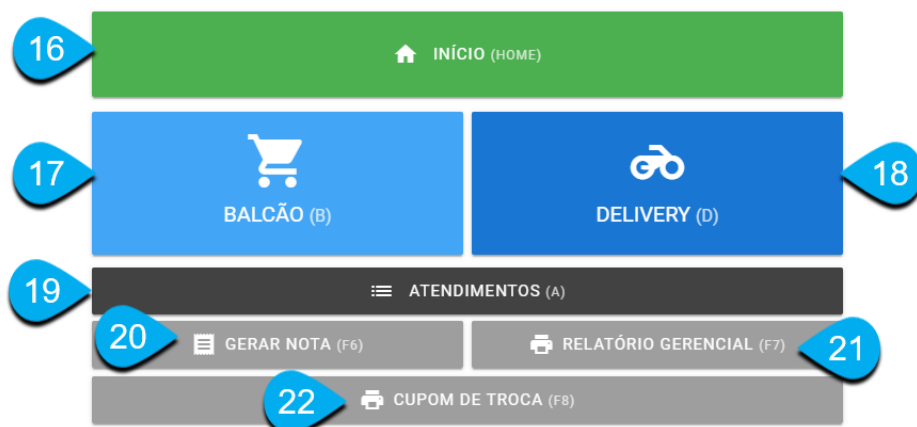 16
INÍCIO (HOME)
17
BALCÃO (B)
DELIVERY (D)
18
19
ATENDIMENTOS (A)
20
GERAR NOTA (F6)
RELATÓRIO GERENCIAL (F7)
21
22
CUPOM DE TROCA (F8)